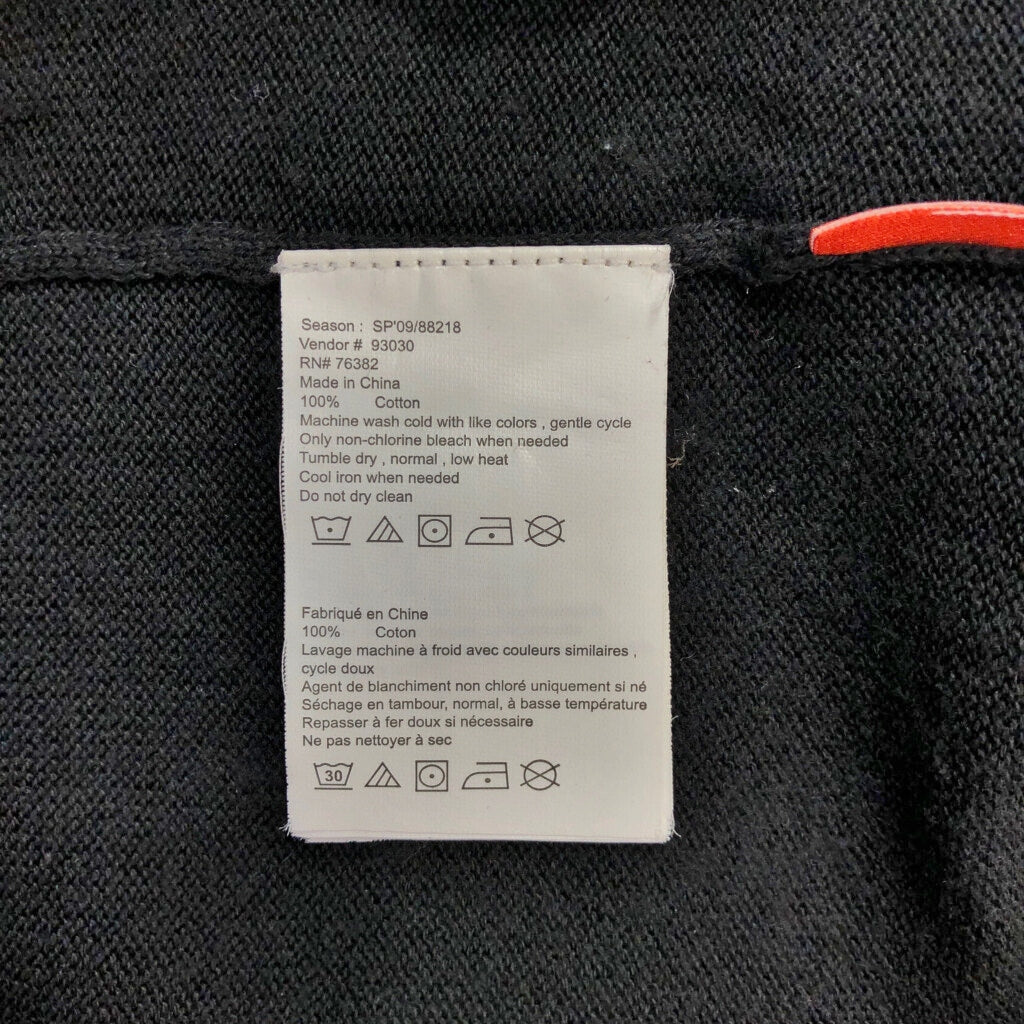 Season : SP'09/88218
Vendor # 93030
RN# 76382
Made in China
100% Cotton
Machine wash cold with like colors , gentle cycle
Only non-chlorine bleach when needed
Tumble dry , normal , low heat
Cool iron when needed
Do not dry clean
Fabriqué en Chine
100% Coton
Lavage machine à froid avec couleurs similaires ,
cycle doux
Agent de blanchiment non chloré uniquement si né
Séchage en tambour, normal, à basse température
Repasser à fer doux si nécessaire
Ne pas nettoyer à sec
30